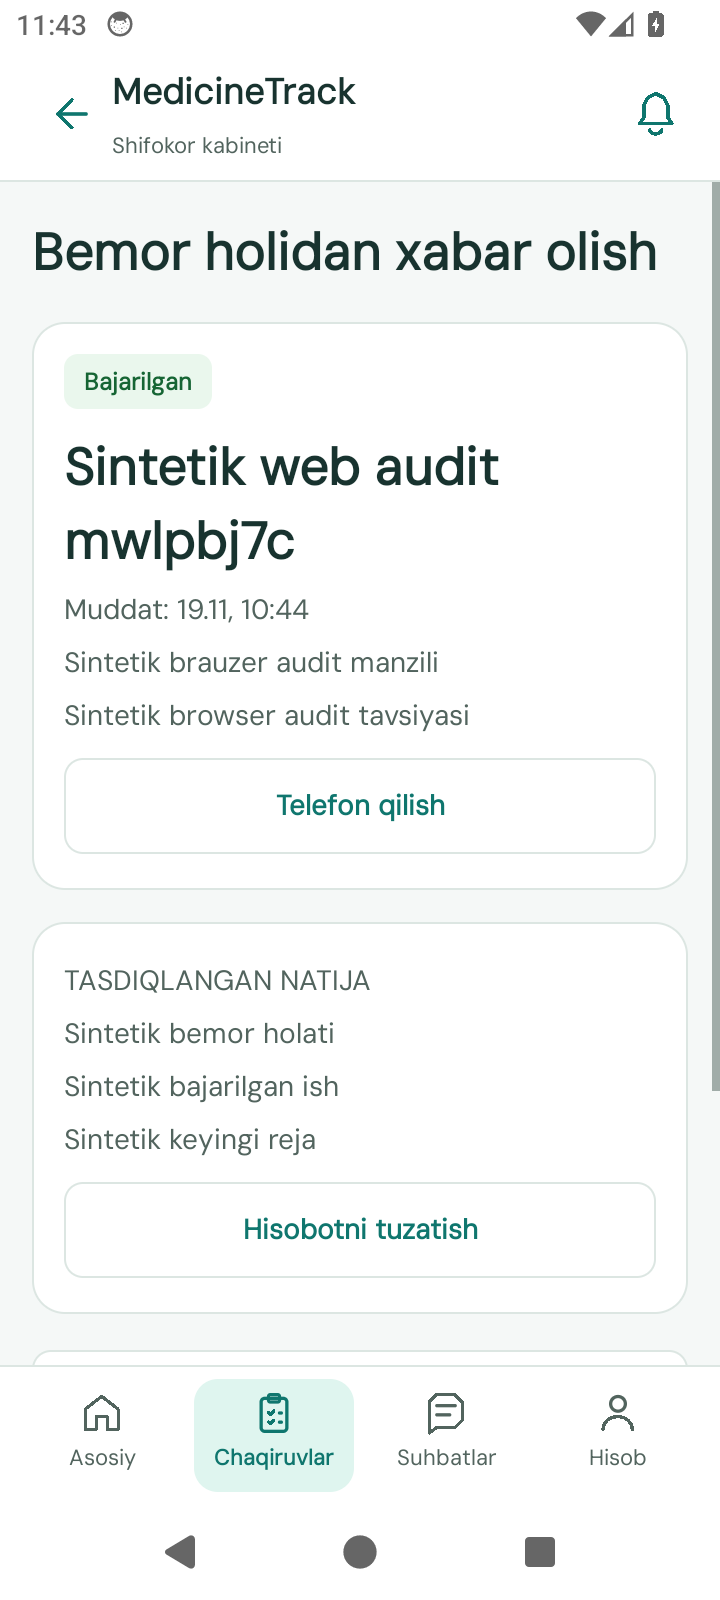 11:43
MedicineTrack
Shifokor kabineti
Bemor holidan xabar olish
Bajarilgan
Sintetik web audit
mwlpbj7c
Muddat: 19.11, 10:44
Sintetik brauzer audit manzili
Sintetik browser audit tavsiyasi
Telefon qilish
TASDIQLANGAN NATIJA
Sintetik bemor holati
Sintetik bajarilgan ish
Sintetik keyingi reja
Hisobotni tuzatish
Asosiy
Chaqiruvlar
Suhbatlar
Hisob